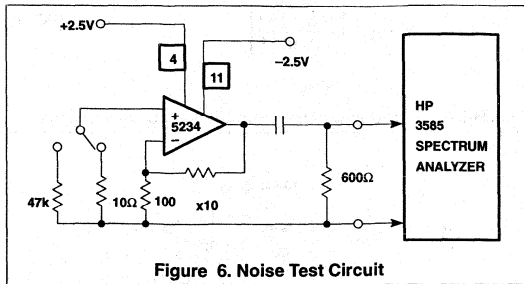 +2.5V
4
11
−2.5V
+
5234
−
HP
3585
SPECTRUM
ANALYZER
47k
10Ω
100
x10
600Ω
Figure 6. Noise Test Circuit